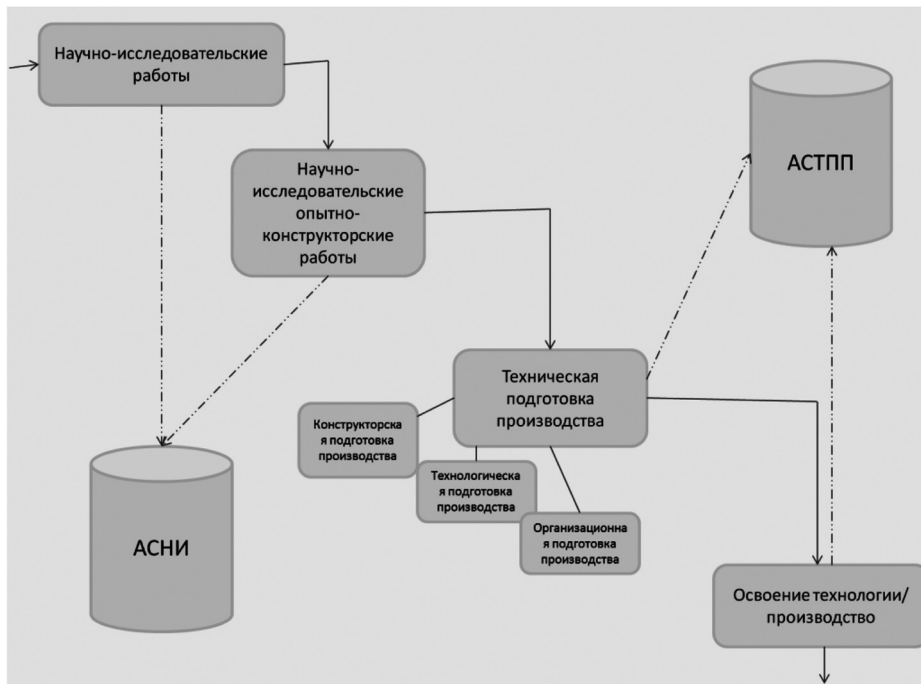 Научно-исследовательские
работы
АСТПП
Научно-
исследовательские
опытно-
конструкторские
работы
Техническая
подготовка
производства
Конструкторска
я подготовка
производства
Технологическа
я подготовка
производства
Организационна
я подготовка
производства
АСНИ
Освоение технологии/
производство